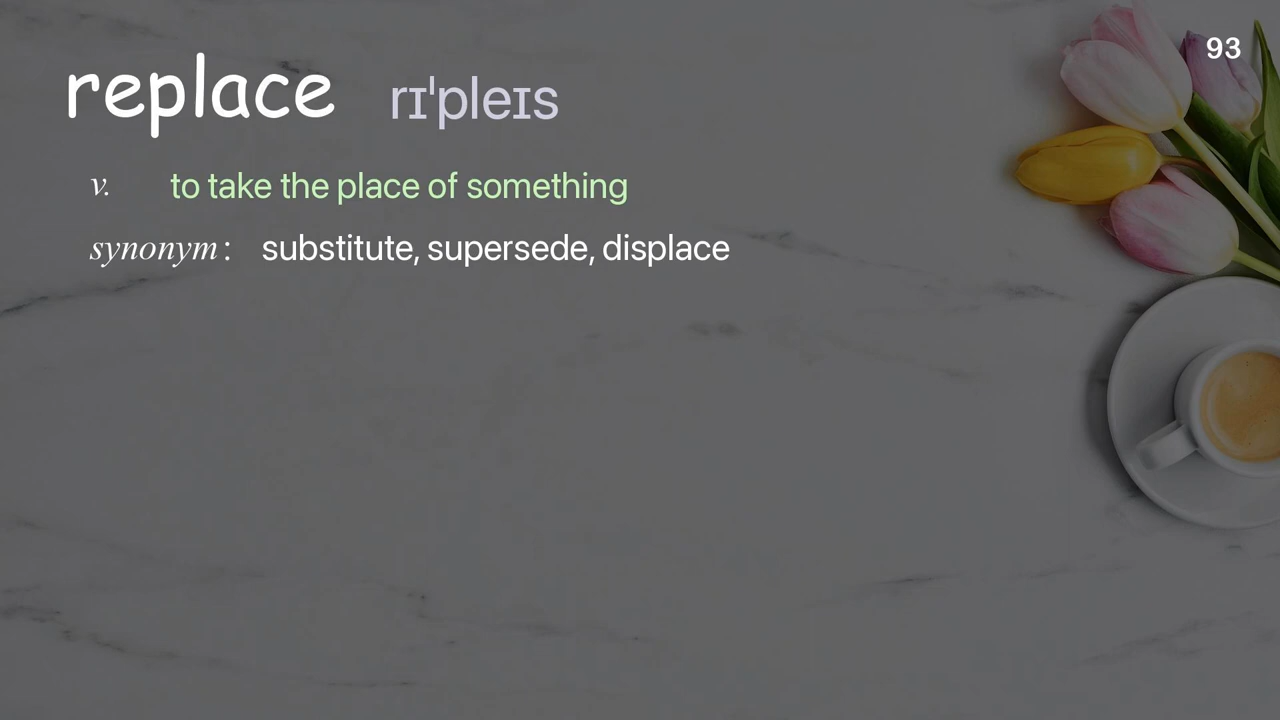 93
replace rɪˈpleɪs
v. to take the place of something
synonym : substitute, supersede, displace